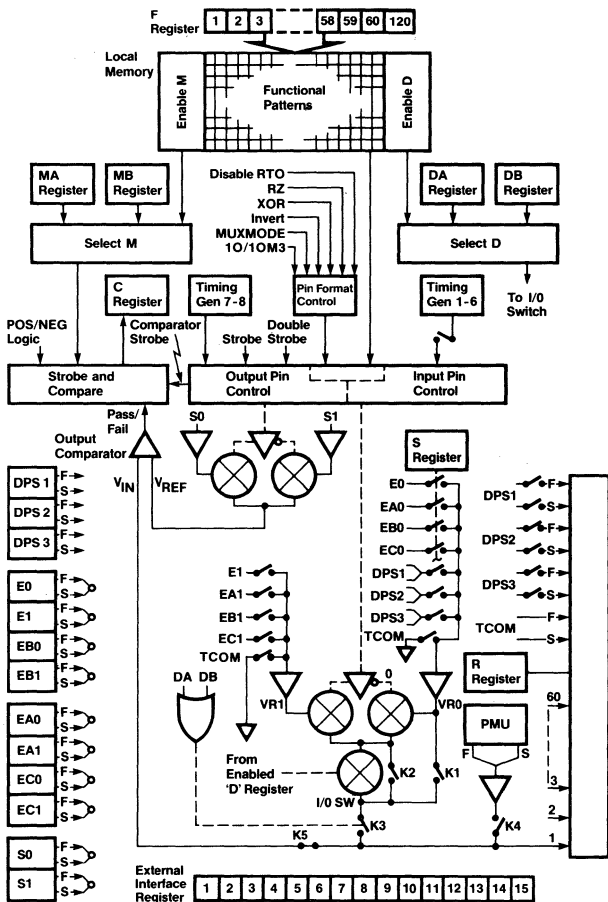 F
Register
1 2 3 58 59 60 120
Local
Memory
Enable M
Functional
Patterns
Enable D
MA
Register
MB
Register
Disable RTO
RZ
XOR
Invert
MUXMODE
1O/1OM3
DA
Register
DB
Register
Select M
Select D
C
Register
Timing
Gen 7-8
Pin Format
Control
Timing
Gen 1-6
To I/0
Switch
POS/NEG
Logic
Comparator
Strobe
Strobe
Double
Strobe
Strobe and
Compare
Output Pin
Control
Input Pin
Control
Pass/
Fail
Output
Comparator
S0
S1
S
Register
VIN
VREF
DPS 1
F
S
DPS 2
F
S
DPS 3
F
S
E0
EA0
EB0
EC0
DPS1
DPS2
DPS3
TCOM
DPS1
F
S
DPS2
F
S
DPS3
F
S
TCOM
S
E0
F
S
E1
EB0
F
S
EB1
E1
EA1
EB1
EC1
TCOM
R
Register
DA DB
VR1
0
VR0
PMU
F S
60
3
2
1
EA0
F
S
EA1
EC0
F
S
EC1
From
Enabled
'D' Register
I/0 SW
K2
K1
K3
K4
K5
S0
F
S
S1
F
S
External
Interface
Register
1 2 3 4 5 6 7 8 9 10 11 12 13 14 15